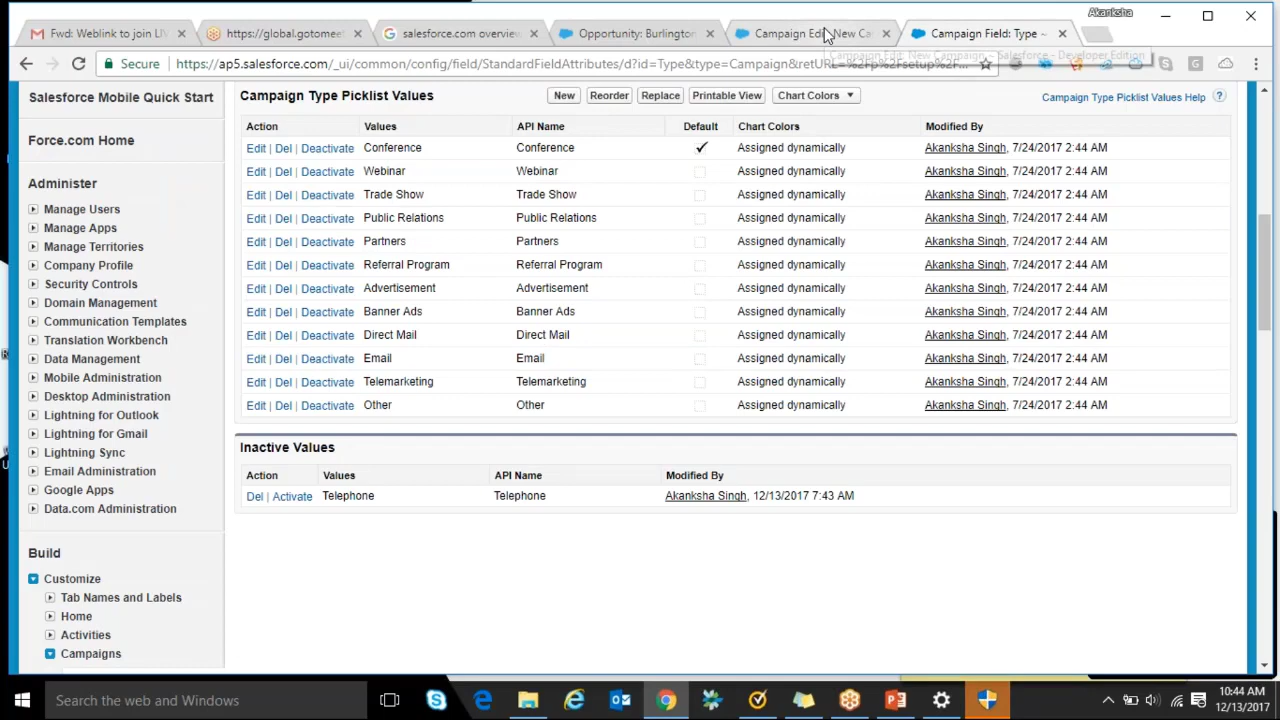 Akanksha
Fwd: Weblink to join LIV
https://global.gotomeet
salesforce.com overview
Opportunity: Burlington
Campaign Edit: New Ca
Campaign Field: Type ~
Campaign Edit: New Campaign ~ Salesforce - Developer Edition
Secure
https://ap5.salesforce.com/_ui/common/config/field/StandardFieldAttributes/d?id=Type&type=Campaign&retURL=%2Fp%2Fsetup%2F...
Salesforce Mobile Quick Start
Force.com Home
Administer
Manage Users
Manage Apps
Manage Territories
Company Profile
Security Controls
Domain Management
Communication Templates
Translation Workbench
Data Management
Mobile Administration
Desktop Administration
Lightning for Outlook
Lightning for Gmail
Lightning Sync
Email Administration
Google Apps
Data.com Administration
Build
Customize
Tab Names and Labels
Home
Activities
Campaigns
Campaign Type Picklist Values New Reorder Replace Printable View Chart Colors Campaign Type Picklist Values Help ?
Action Values API Name Default Chart Colors Modified By
Edit | Del | Deactivate Conference Conference ✓ Assigned dynamically Akanksha Singh, 7/24/2017 2:44 AM
Edit | Del | Deactivate Webinar Webinar Assigned dynamically Akanksha Singh, 7/24/2017 2:44 AM
Edit | Del | Deactivate Trade Show Trade Show Assigned dynamically Akanksha Singh, 7/24/2017 2:44 AM
Edit | Del | Deactivate Public Relations Public Relations Assigned dynamically Akanksha Singh, 7/24/2017 2:44 AM
Edit | Del | Deactivate Partners Partners Assigned dynamically Akanksha Singh, 7/24/2017 2:44 AM
Edit | Del | Deactivate Referral Program Referral Program Assigned dynamically Akanksha Singh, 7/24/2017 2:44 AM
Edit | Del | Deactivate Advertisement Advertisement Assigned dynamically Akanksha Singh, 7/24/2017 2:44 AM
Edit | Del | Deactivate Banner Ads Banner Ads Assigned dynamically Akanksha Singh, 7/24/2017 2:44 AM
Edit | Del | Deactivate Direct Mail Direct Mail Assigned dynamically Akanksha Singh, 7/24/2017 2:44 AM
Edit | Del | Deactivate Email Email Assigned dynamically Akanksha Singh, 7/24/2017 2:44 AM
Edit | Del | Deactivate Telemarketing Telemarketing Assigned dynamically Akanksha Singh, 7/24/2017 2:44 AM
Edit | Del | Deactivate Other Other Assigned dynamically Akanksha Singh, 7/24/2017 2:44 AM
Inactive Values
Action Values API Name Modified By
Del | Activate Telephone Telephone Akanksha Singh, 12/13/2017 7:43 AM
Search the web and Windows
10:44 AM
12/13/2017